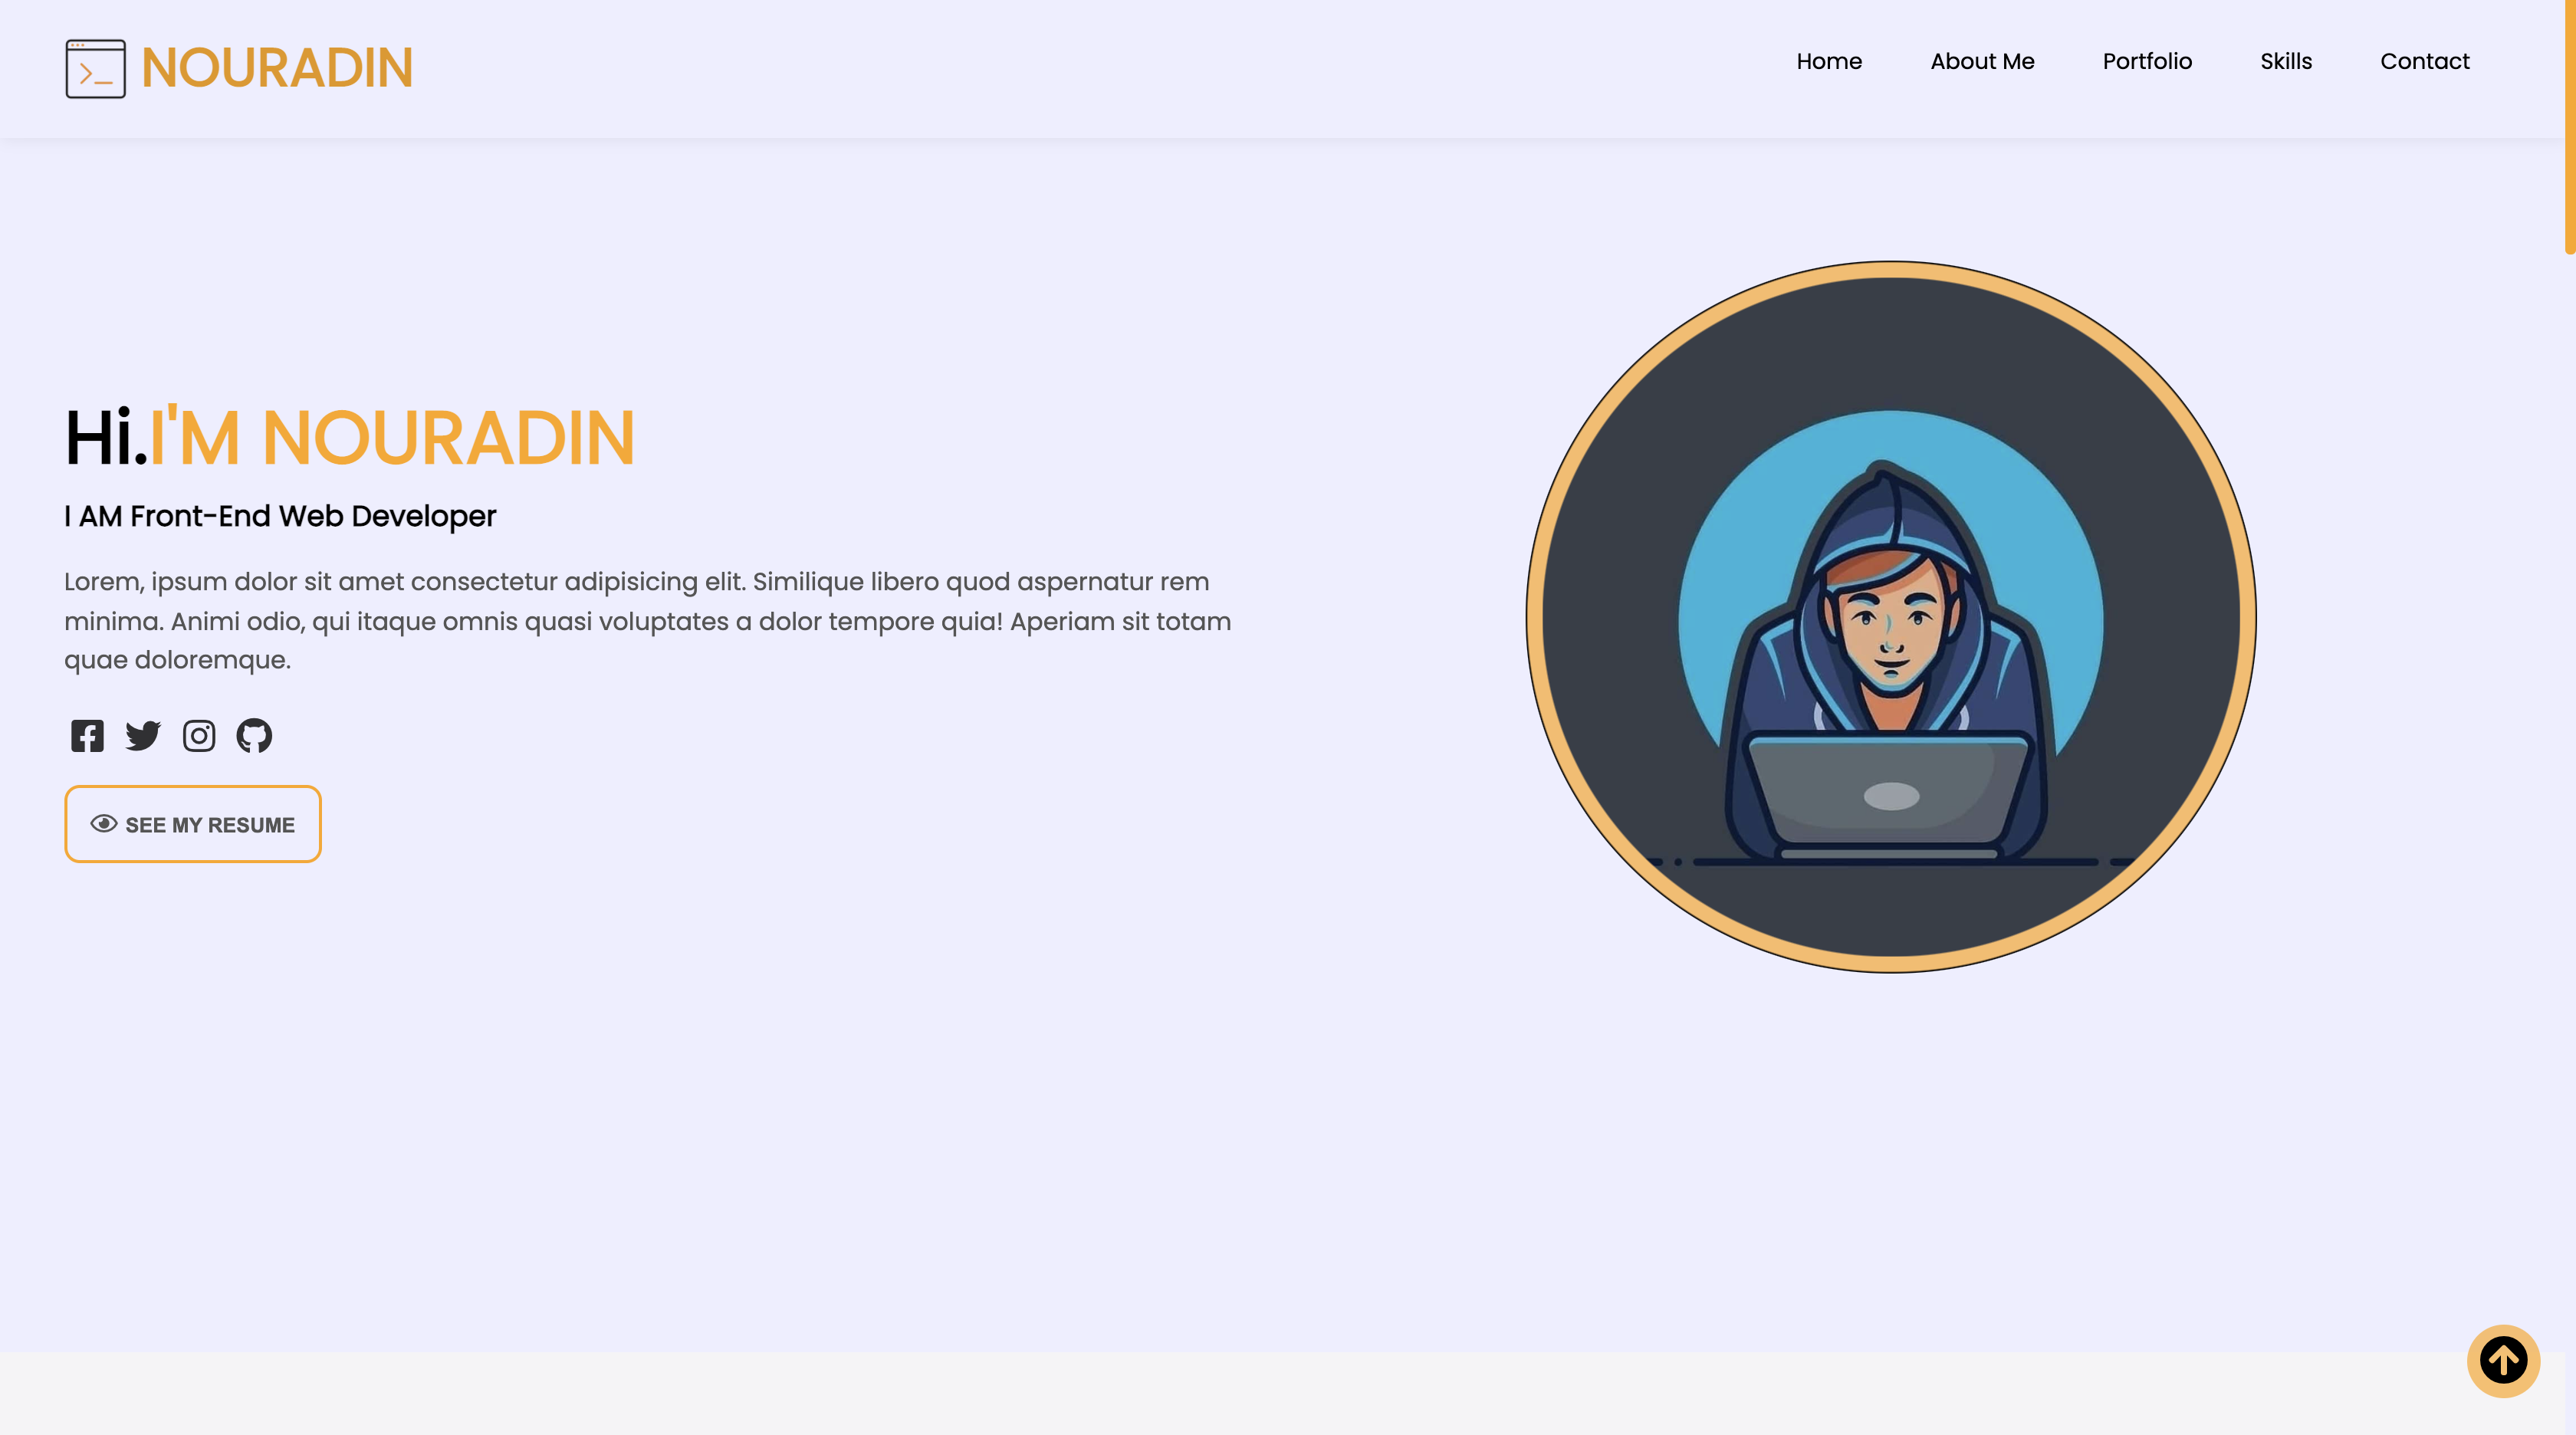 NOURADIN
Home
About Me
Portfolio
Skills
Contact
Hi.I'M NOURADIN
I AM Front-End Web Developer
Lorem, ipsum dolor sit amet consectetur adipisicing elit. Similique libero quod aspernatur rem
minima. Animi odio, qui itaque omnis quasi voluptates a dolor tempore quia! Aperiam sit totam
quae doloremque.
SEE MY RESUME